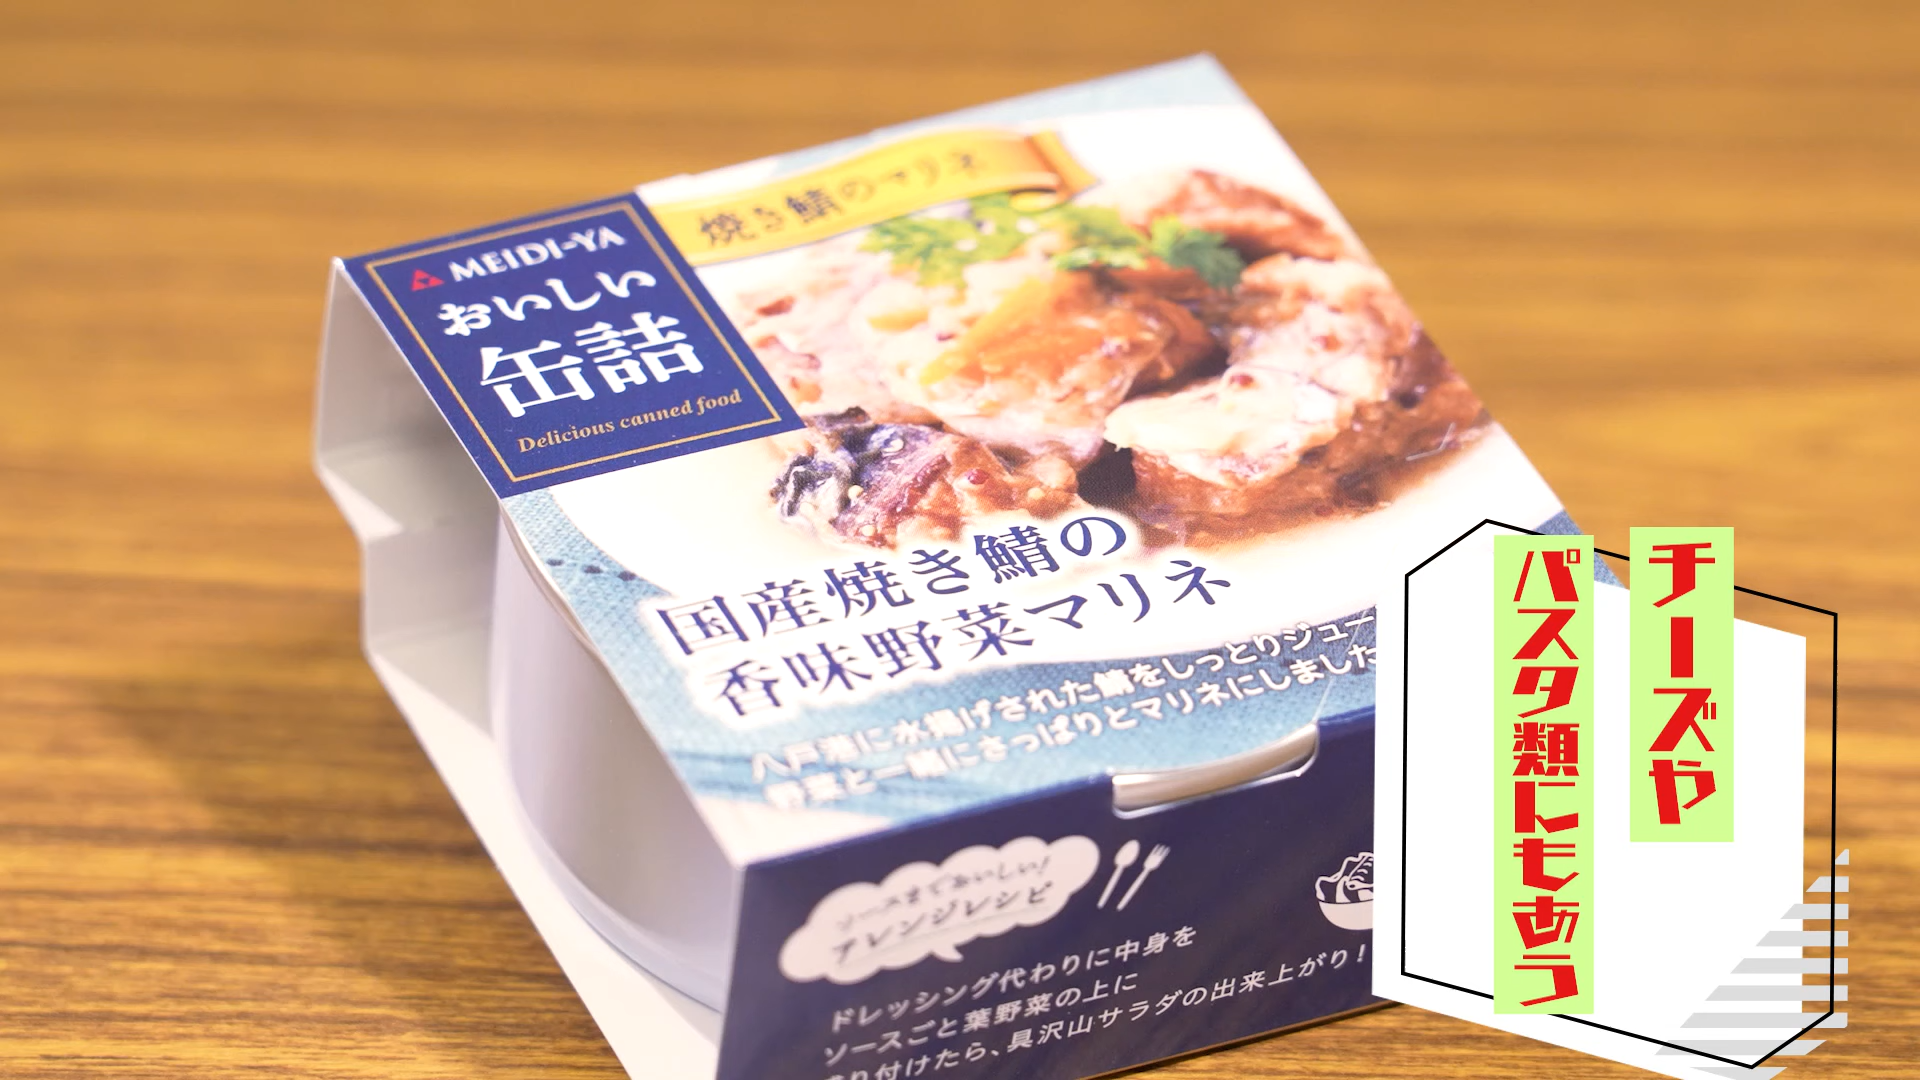 焼き鯖のマリネ
MEIDI-YA
おいしい
缶詰
Delicious canned food
国産焼き鯖の
香味野菜マリネ
八戸港に水揚げされた鯖をしっとりジュー
野菜と一緒にさっぱりとマリネにしました
ソースまでおいしい!
アレンジレシピ
ドレッシング代わりに中身を
ソースごと葉野菜の上に
り付けたら、具沢山サラダの出来上がり!
チーズや
パスタ類にもあう